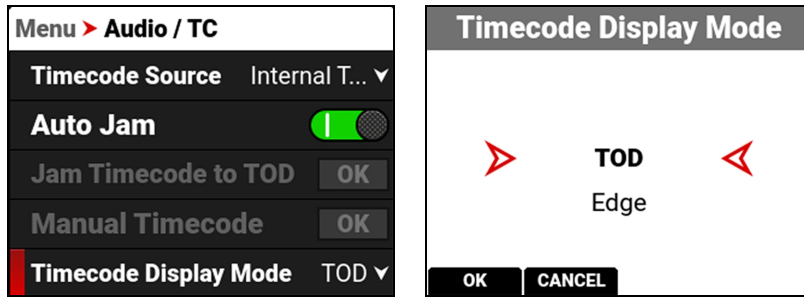 Menu > Audio / TC
Timecode Source Internal T...
Auto Jam
Jam Timecode to TOD OK
Manual Timecode OK
Timecode Display Mode TOD
Timecode Display Mode
TOD
Edge
OK CANCEL